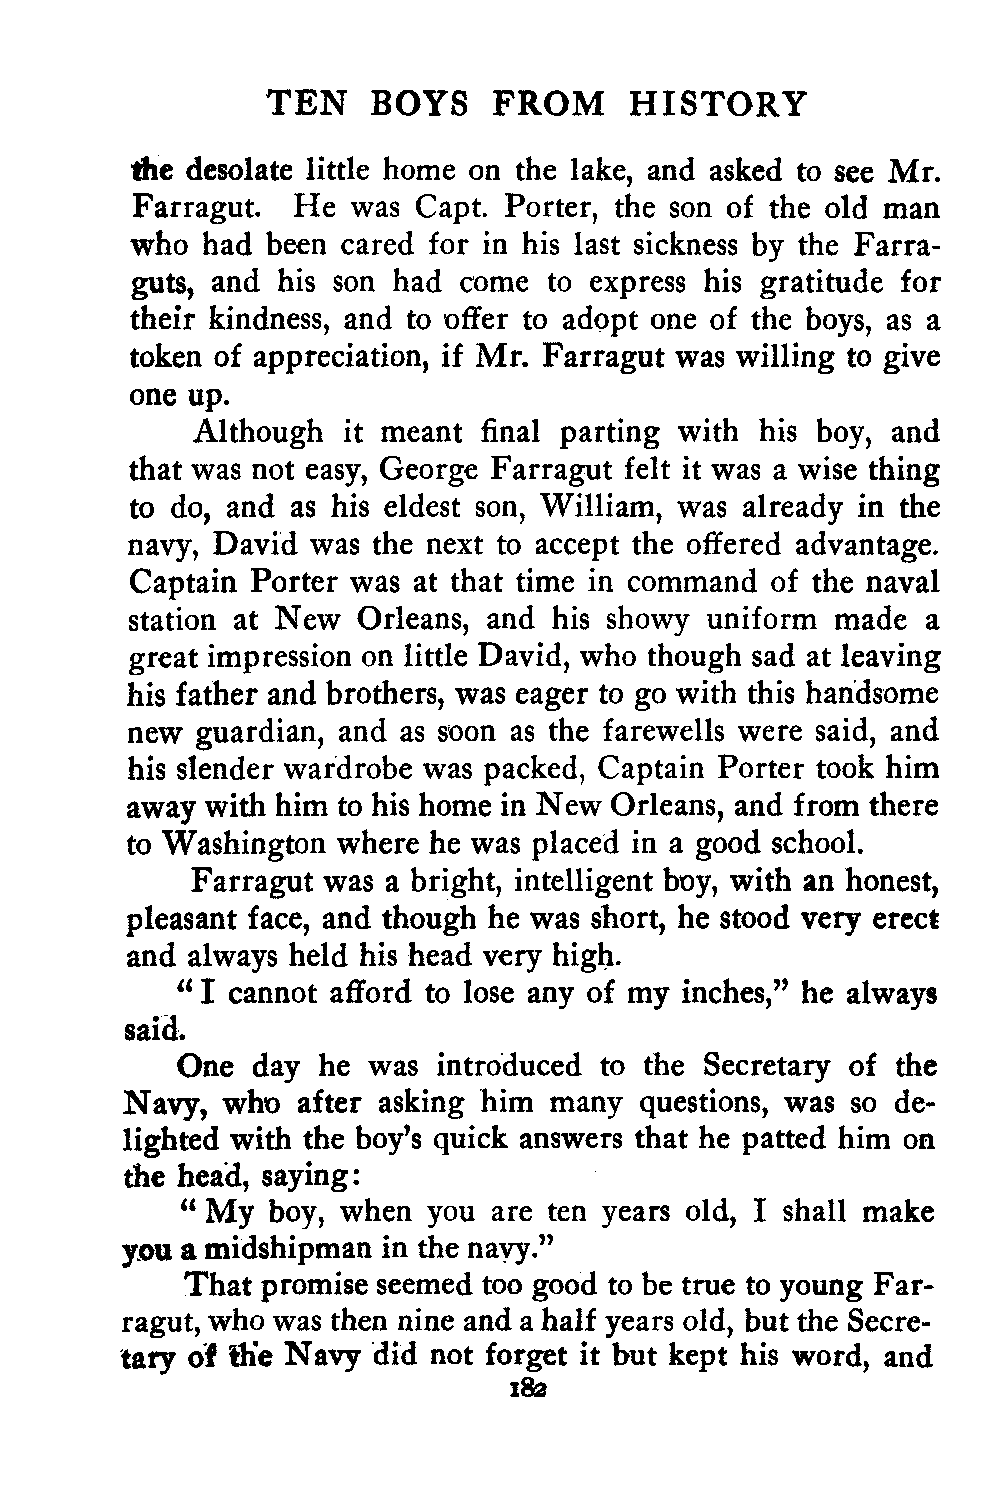 TEN BOYS FROM HISTORY
the desolate little home on the lake, and asked to see Mr.
Farragut. He was Capt. Porter, the son of the old man
who had been cared for in his last sickness by the Farra-
guts, and his son had come to express his gratitude for
their kindness, and to offer to adopt one of the boys, as a
token of appreciation, if Mr. Farragut was willing to give
one up.
Although it meant final parting with his boy, and
that was not easy, George Farragut felt it was a wise thing
to do, and as his eldest son, William, was already in the
navy, David was the next to accept the offered advantage.
Captain Porter was at that time in command of the naval
station at New Orleans, and his showy uniform made a
great impression on little David, who though sad at leaving
his father and brothers, was eager to go with this handsome
new guardian, and as soon as the farewells were said, and
his slender wardrobe was packed, Captain Porter took him
away with him to his home in New Orleans, and from there
to Washington where he was placed in a good school.
Farragut was a bright, intelligent boy, with an honest,
pleasant face, and though he was short, he stood very erect
and always held his head very high.
“I cannot afford to lose any of my inches,” he always
said.
One day he was introduced to the Secretary of the
Navy, who after asking him many questions, was so de-
lighted with the boy’s quick answers that he patted him on
the head, saying:
“My boy, when you are ten years old, I shall make
you a midshipman in the navy.”
That promise seemed too good to be true to young Far-
ragut, who was then nine and a half years old, but the Secre-
tary of the Navy did not forget it but kept his word, and
182